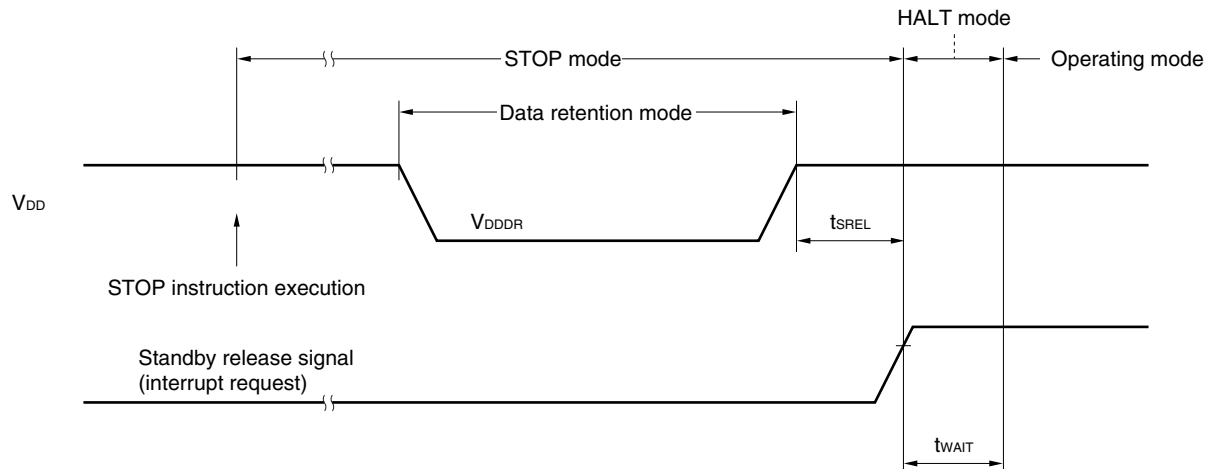 HALT mode
STOP mode
Operating mode
Data retention mode
VDD
VDDDR
tSREL
STOP instruction execution
Standby release signal
(interrupt request)
tWAIT